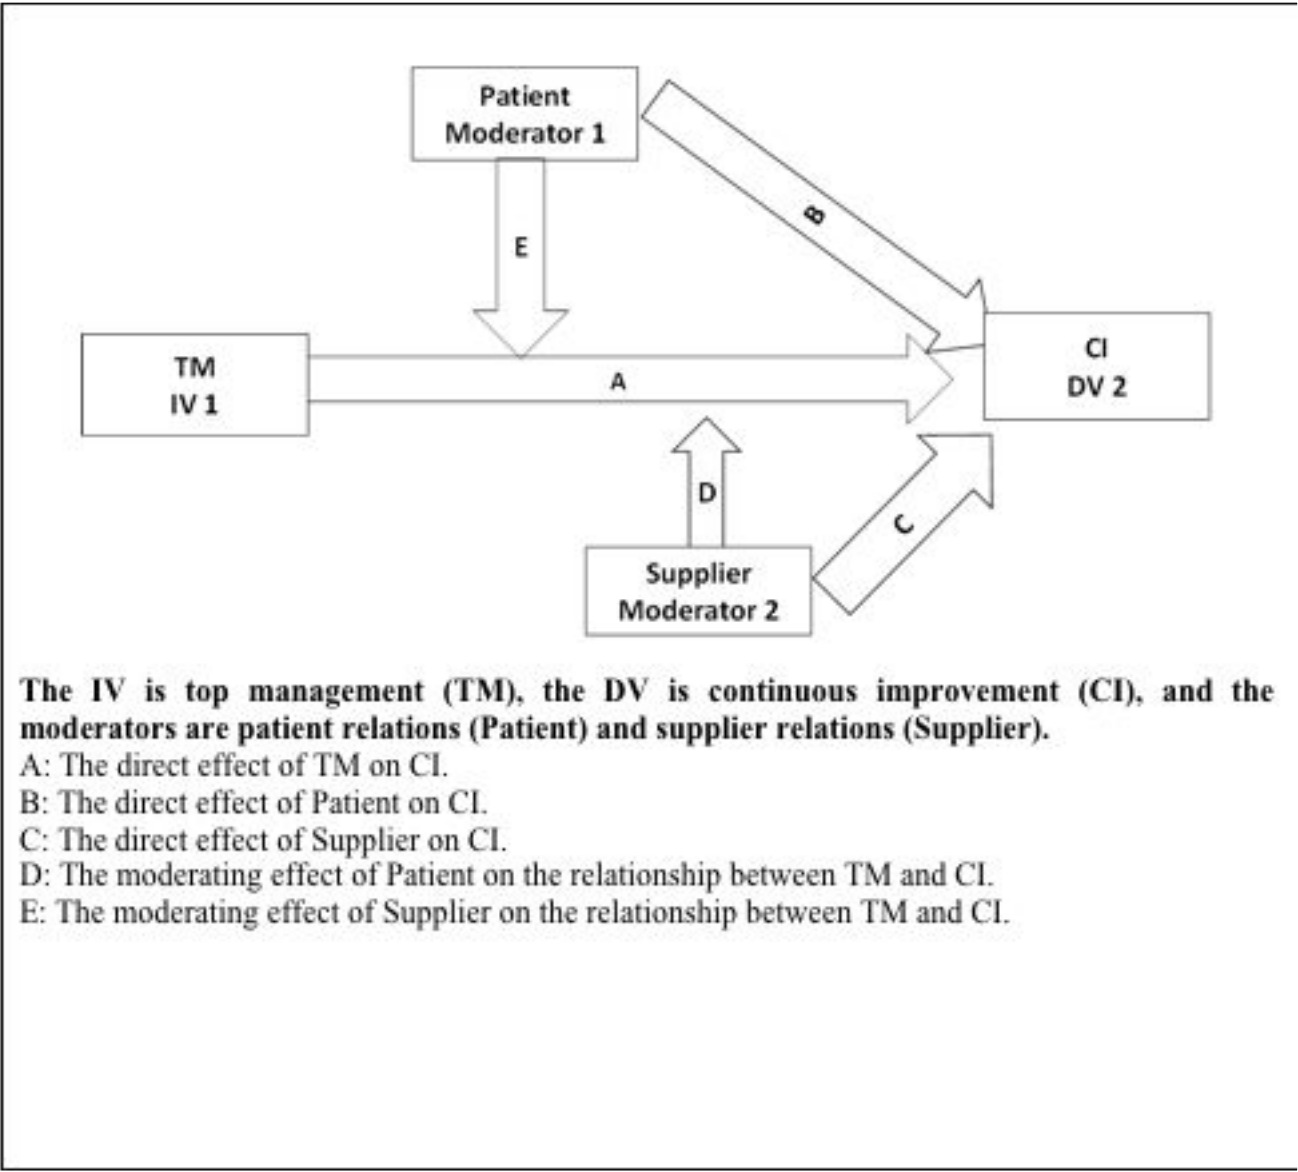 Patient
Moderator 1
B
E
TM
IV 1
A
CI
DV 2
D
C
Supplier
Moderator 2
The IV is top management (TM), the DV is continuous improvement (CI), and the
moderators are patient relations (Patient) and supplier relations (Supplier).
A: The direct effect of TM on CI.
B: The direct effect of Patient on CI.
C: The direct effect of Supplier on CI.
D: The moderating effect of Patient on the relationship between TM and CI.
E: The moderating effect of Supplier on the relationship between TM and CI.